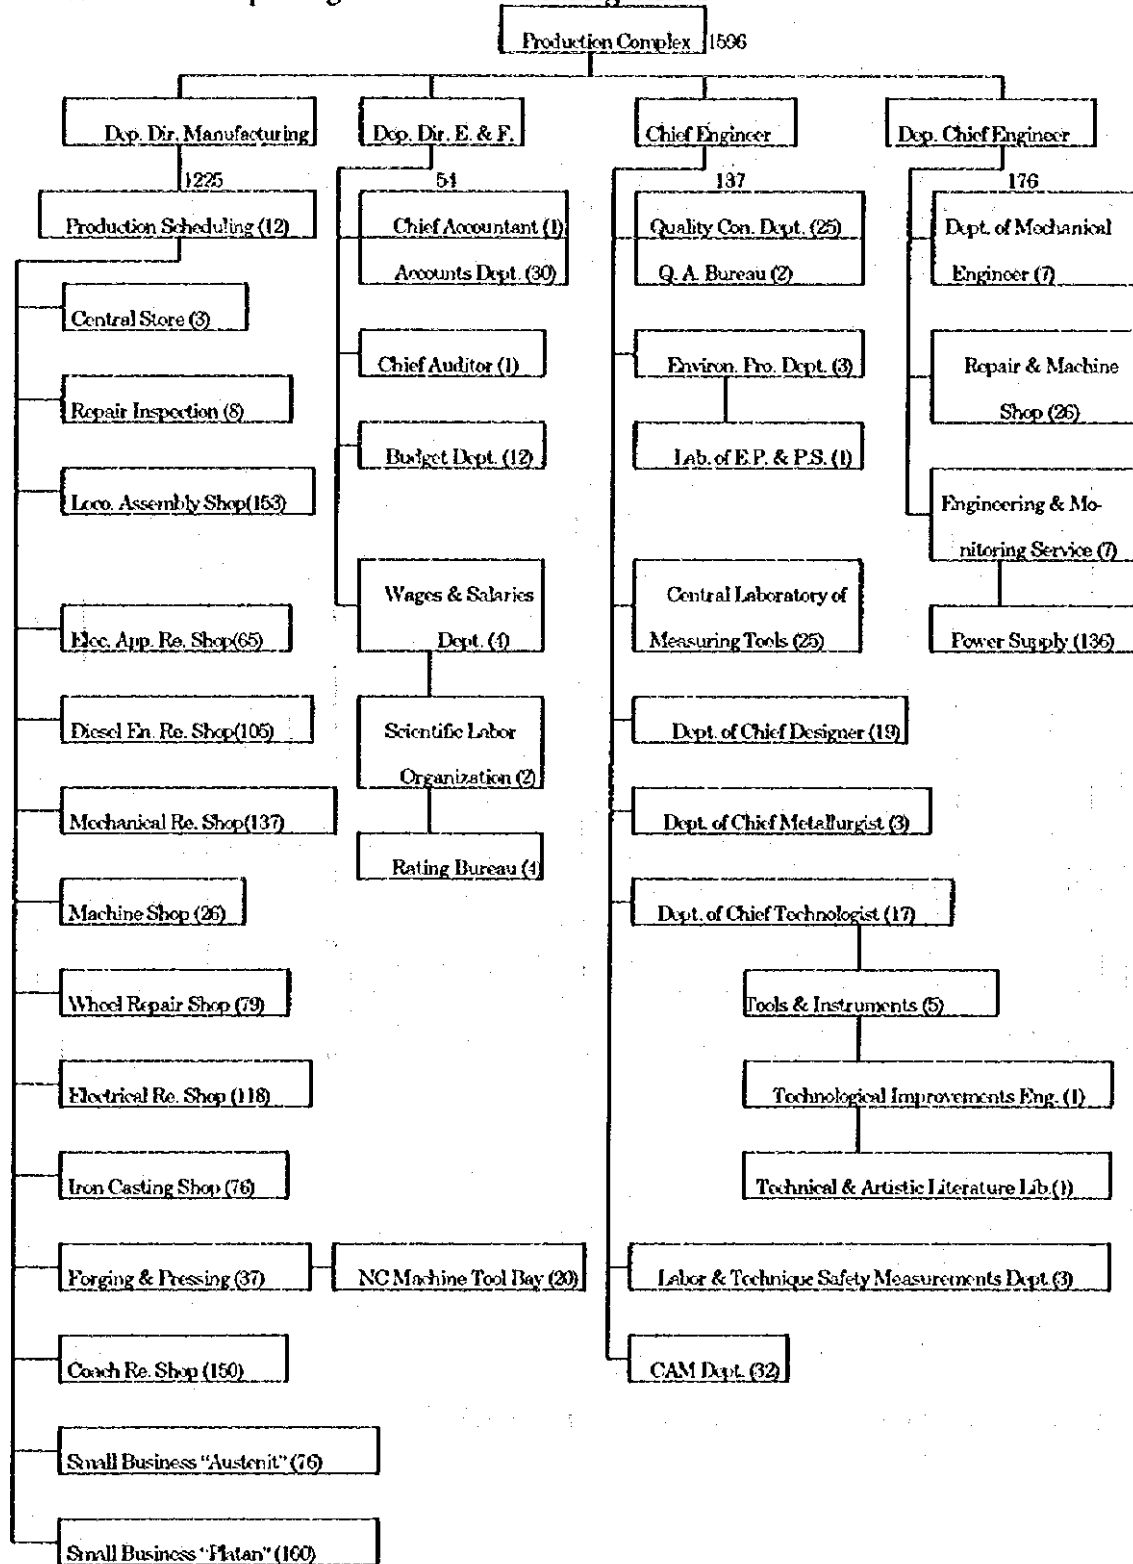 Production Complex 1596
Dep. Dir. Manufacturing
1225
Production Scheduling (12)
Central Store (3)
Repair Inspection (8)
Loco. Assembly Shop(153)
Elec. App. Re. Shop(65)
Diesel En. Re. Shop(105)
Mechanical Re. Shop(137)
Machine Shop (26)
Wheel Repair Shop (79)
Electrical Re. Shop (118)
Iron Casting Shop (76)
Forging & Pressing (37)
NC Machine Tool Bay (20)
Coach Re. Shop (150)
Small Business "Austenit" (76)
Small Business "Platan" (160)
Dep. Dir. E. & F.
54
Chief Accountant (1)
Accounts Dept. (30)
Chief Auditor (1)
Budget Dept. (12)
Wages & Salaries
Dept. (4)
Scientific Labor
Organization (2)
Rating Bureau (4)
Chief Engineer
137
Quality Con. Dept. (25)
Q. A. Bureau (2)
Environ. Pro. Dept. (3)
Lab. of E.P. & P.S. (1)
Central Laboratory of
Measuring Tools (25)
Dept. of Chief Designer (19)
Dept. of Chief Metallurgist (3)
Dept. of Chief Technologist (17)
Tools & Instruments (5)
Technological Improvements Eng. (1)
Technical & Artistic Literature Lib.(1)
Labor & Technique Safety Measurements Dept. (3)
CAM Dept. (32)
Dep. Chief Engineer
176
Dept. of Mechanical
Engineer (7)
Repair & Machine
Shop (26)
Engineering & Mo-
nitoring Service (7)
Power Supply (136)